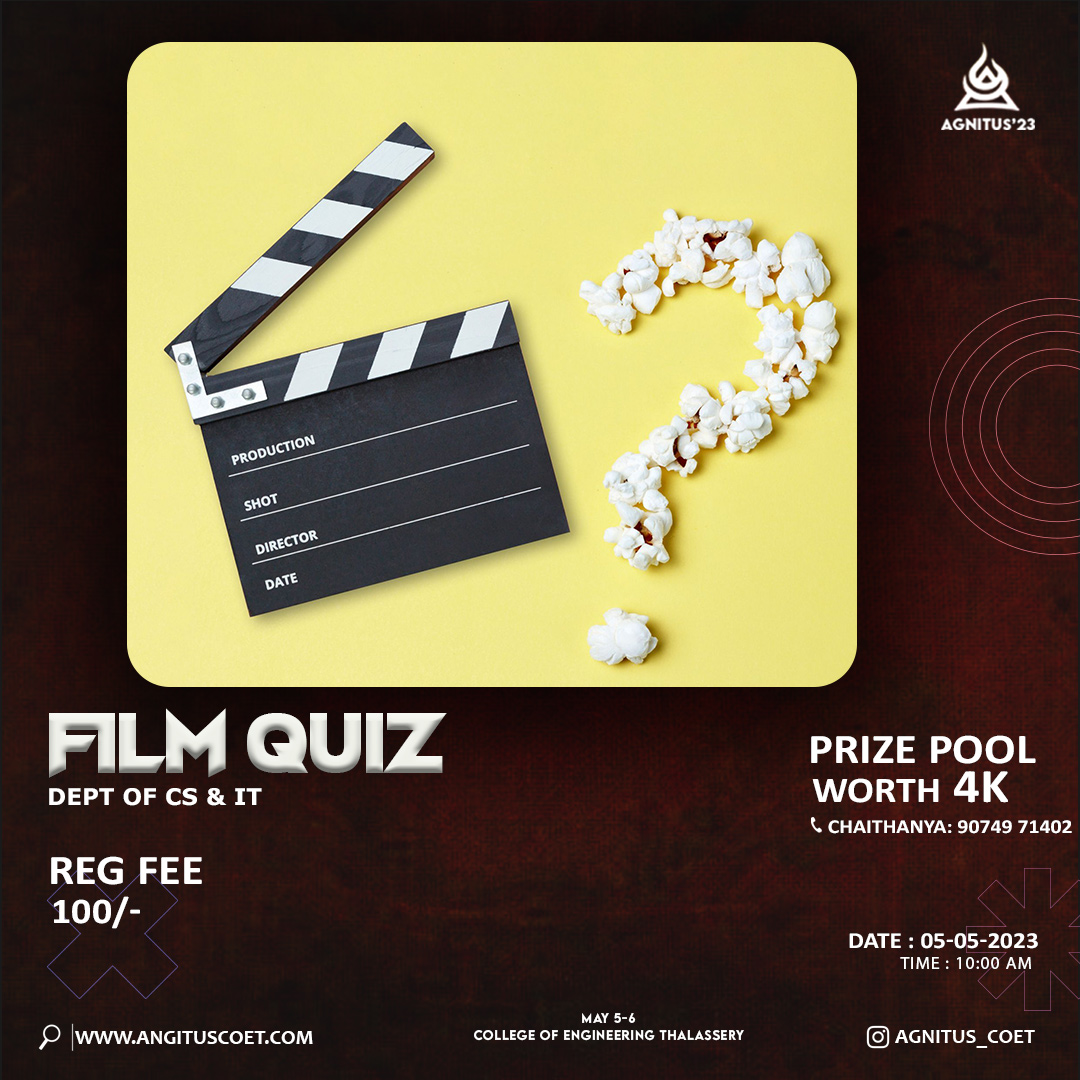 AGNITUS'23
PRODUCTION
SHOT
DIRECTOR
DATE
FILM QUIZ
DEPT OF CS & IT
PRIZE POOL
WORTH 4K
CHAITHANYA: 90749 71402
REG FEE
100/-
DATE : 05-05-2023
TIME : 10:00 AM
WWW.ANGITUSCOET.COM
MAY 5-6
COLLEGE OF ENGINEERING THALASSERY
AGNITUS_COET